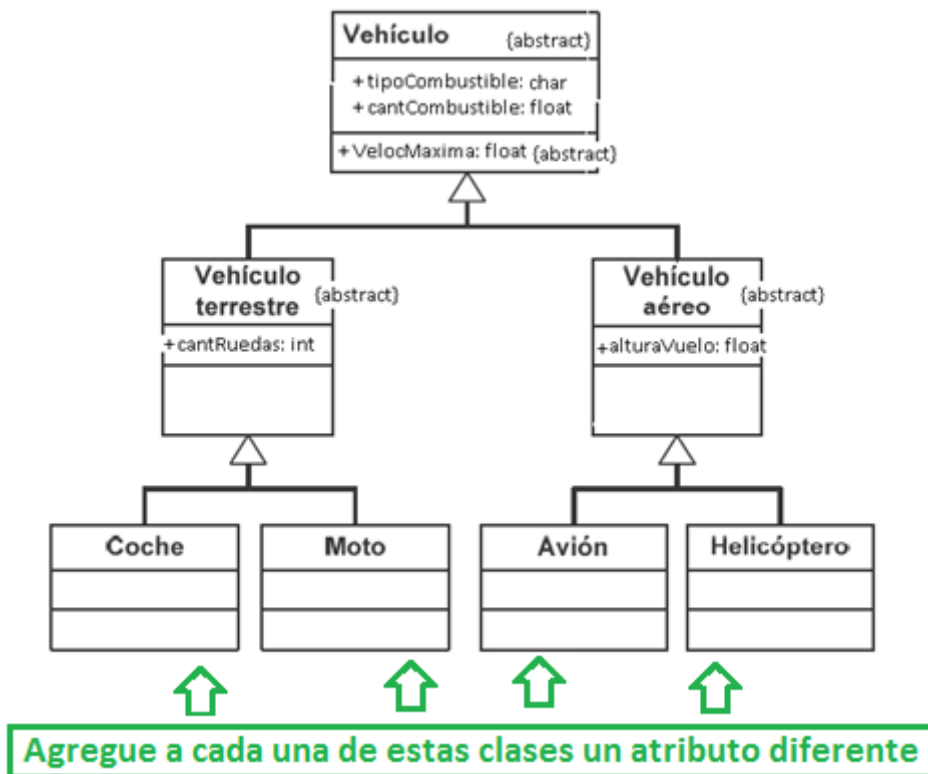 Vehículo {abstract}
+ tipoCombustible: char
+ cantCombustible: float
+ VelocMaxima: float {abstract}
Vehículo
terrestre
{abstract}
+ cantRuedas: int
Vehículo
aéreo
{abstract}
+alturaVuelo: float
Coche
Moto
Avión
Helicóptero
Agregue a cada una de estas clases un atributo diferente